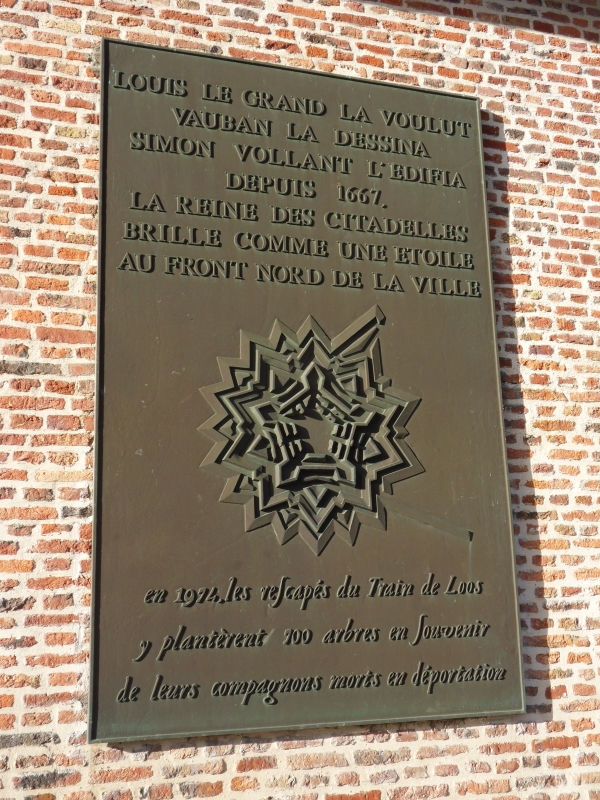 LOUIS LE GRAND LA VOULUT
VAUBAN LA DESSINA
SIMON VOLLANT L'EDIFIA
DEPUIS 1667.
LA REINE DES CITADELLES
BRILLE COMME UNE ETOILE
AU FRONT NORD DE LA VILLE
en les reſcapés du Train de Loos
y plantèrent 700 arbres en ſouvenir
de leurs compagnons morts en déportation